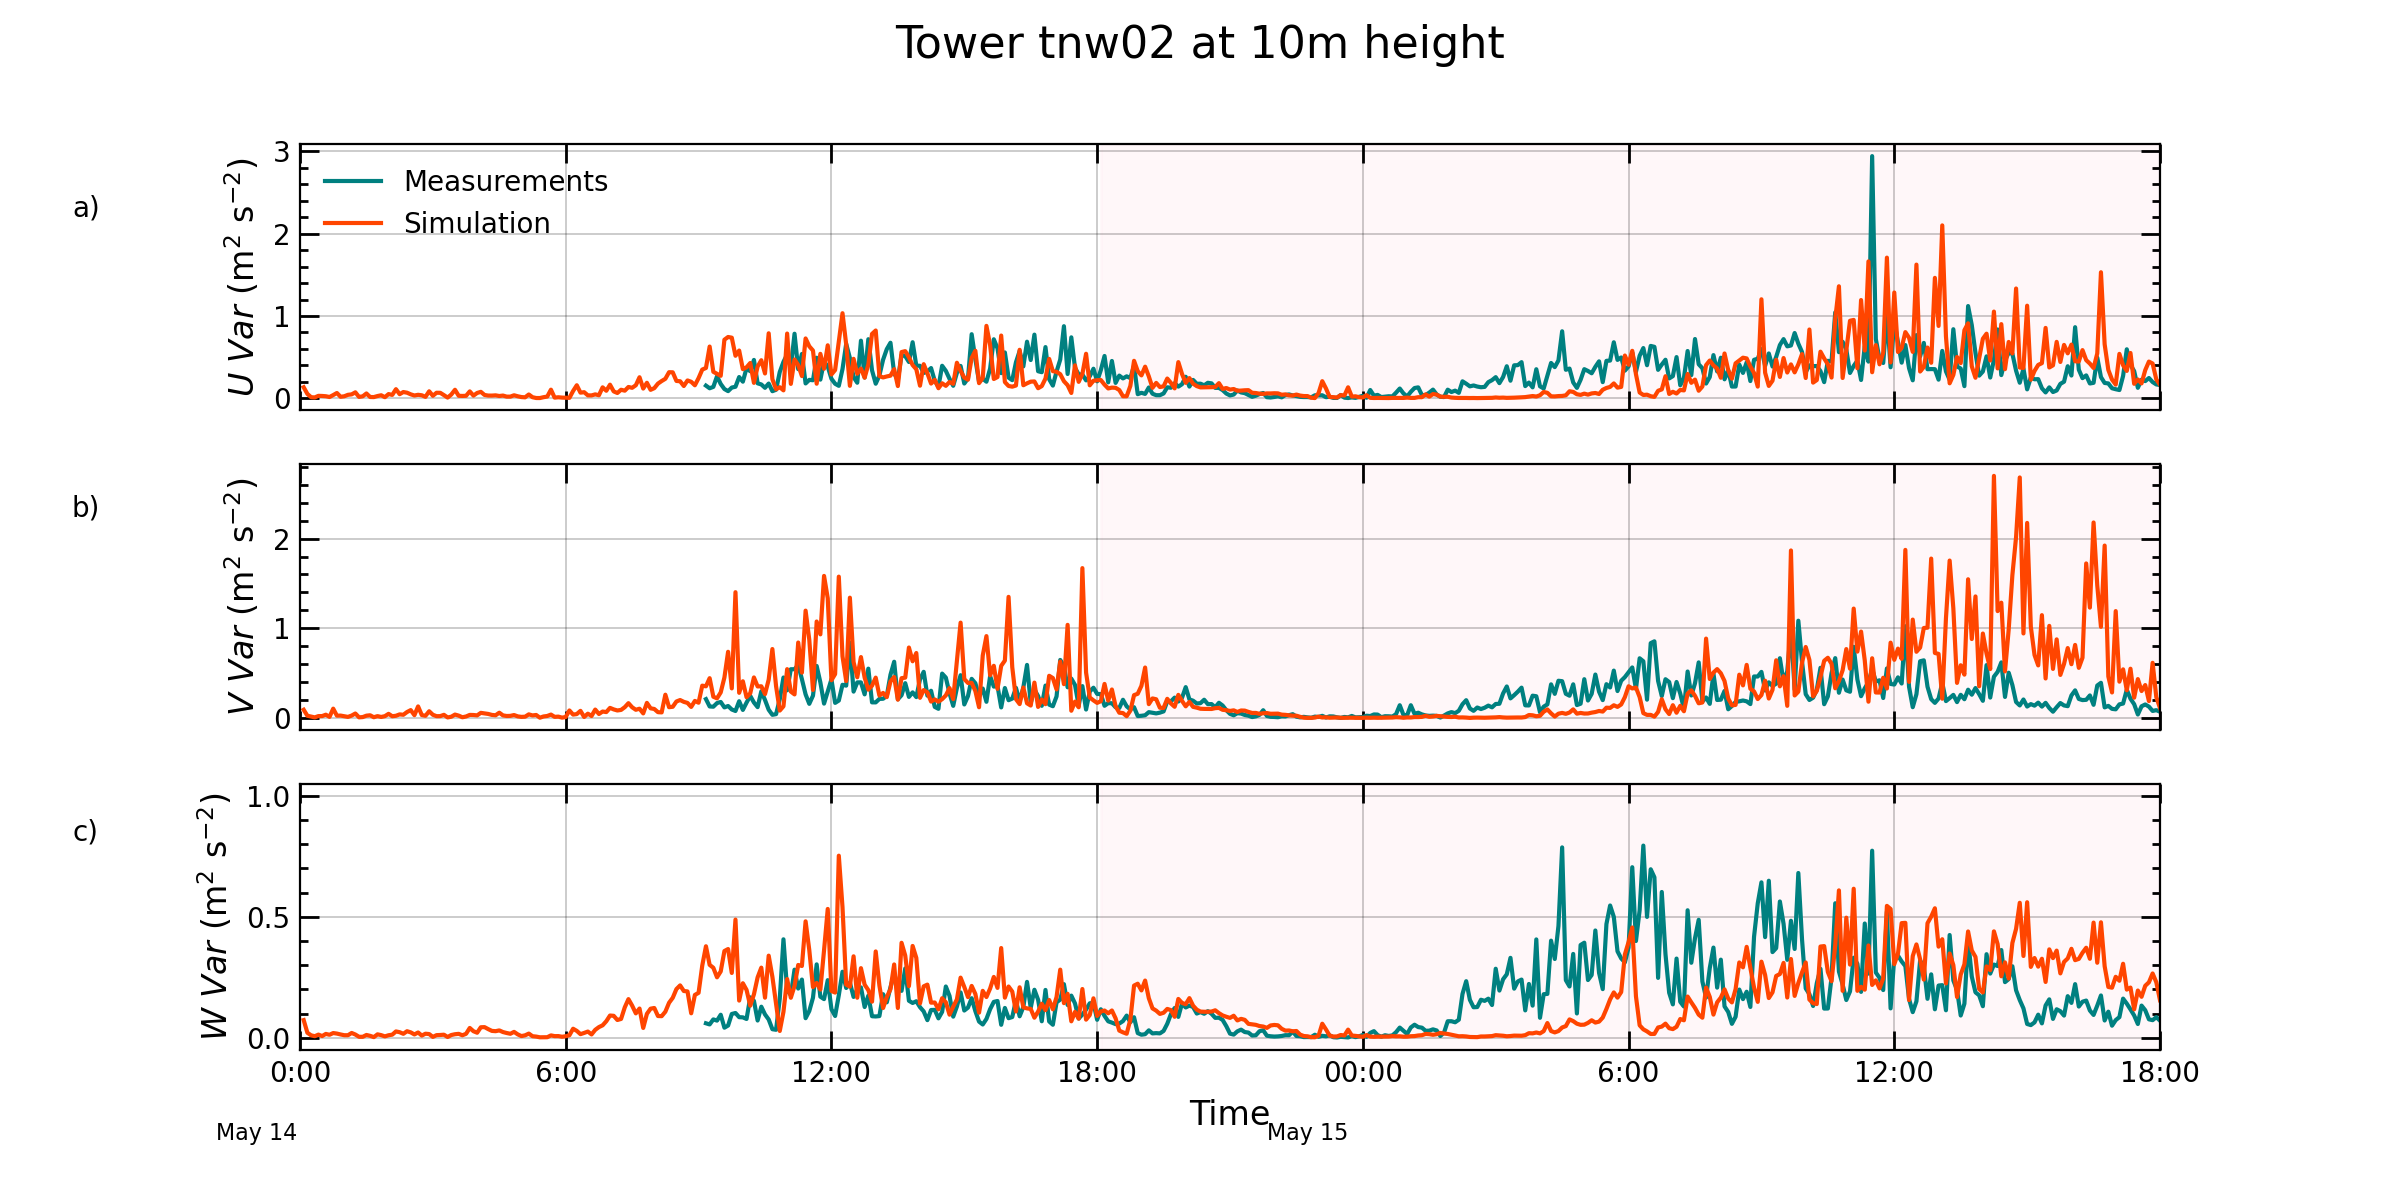 Tower tnw02 at 10m height
a)
U Var (m² s⁻²)
3
2
1
0
Measurements
Simulation
b)
V Var (m² s⁻²)
2
1
0
c)
W Var (m² s⁻²)
1.0
0.5
0.0
0:00 6:00 12:00 18:00 00:00 6:00 12:00 18:00
Time
May 14 May 15